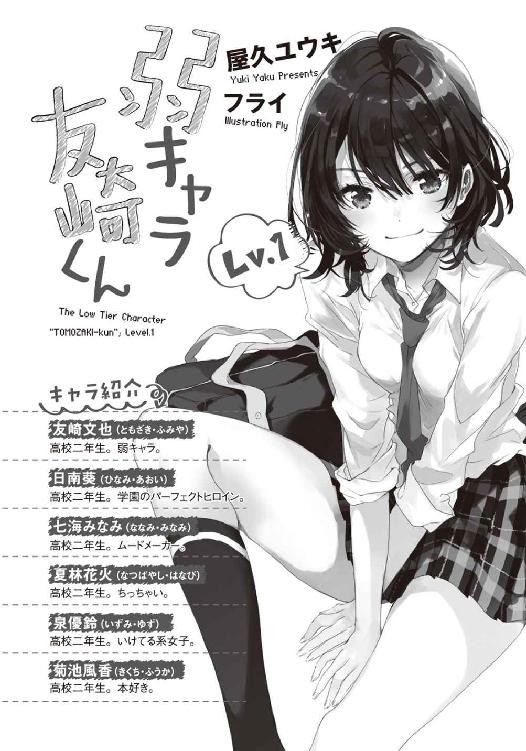 屋久ユウキ
Yuki Yaku Presents
フライ
Illustration Fly
弱キャラ
友崎くん
Lv.1
The Low Tier Character
"TOMOZAKI-kun"; Level.1
キャラ紹介
友崎文也(ともざき・ふみや)
高校二年生。弱キャラ。
日南葵(ひなみ・あおい)
高校二年生。学園のパーフェクトヒロイン。
七海みなみ(ななみ・みなみ)
高校二年生。ムードメーカー。
夏林花火(なつばやし・はなび)
高校二年生。ちっちゃい。
泉優鈴(いずみ・ゆず)
高校二年生。いけてる系女子。
菊池風香(きくち・ふうか)
高校二年生。本好き。